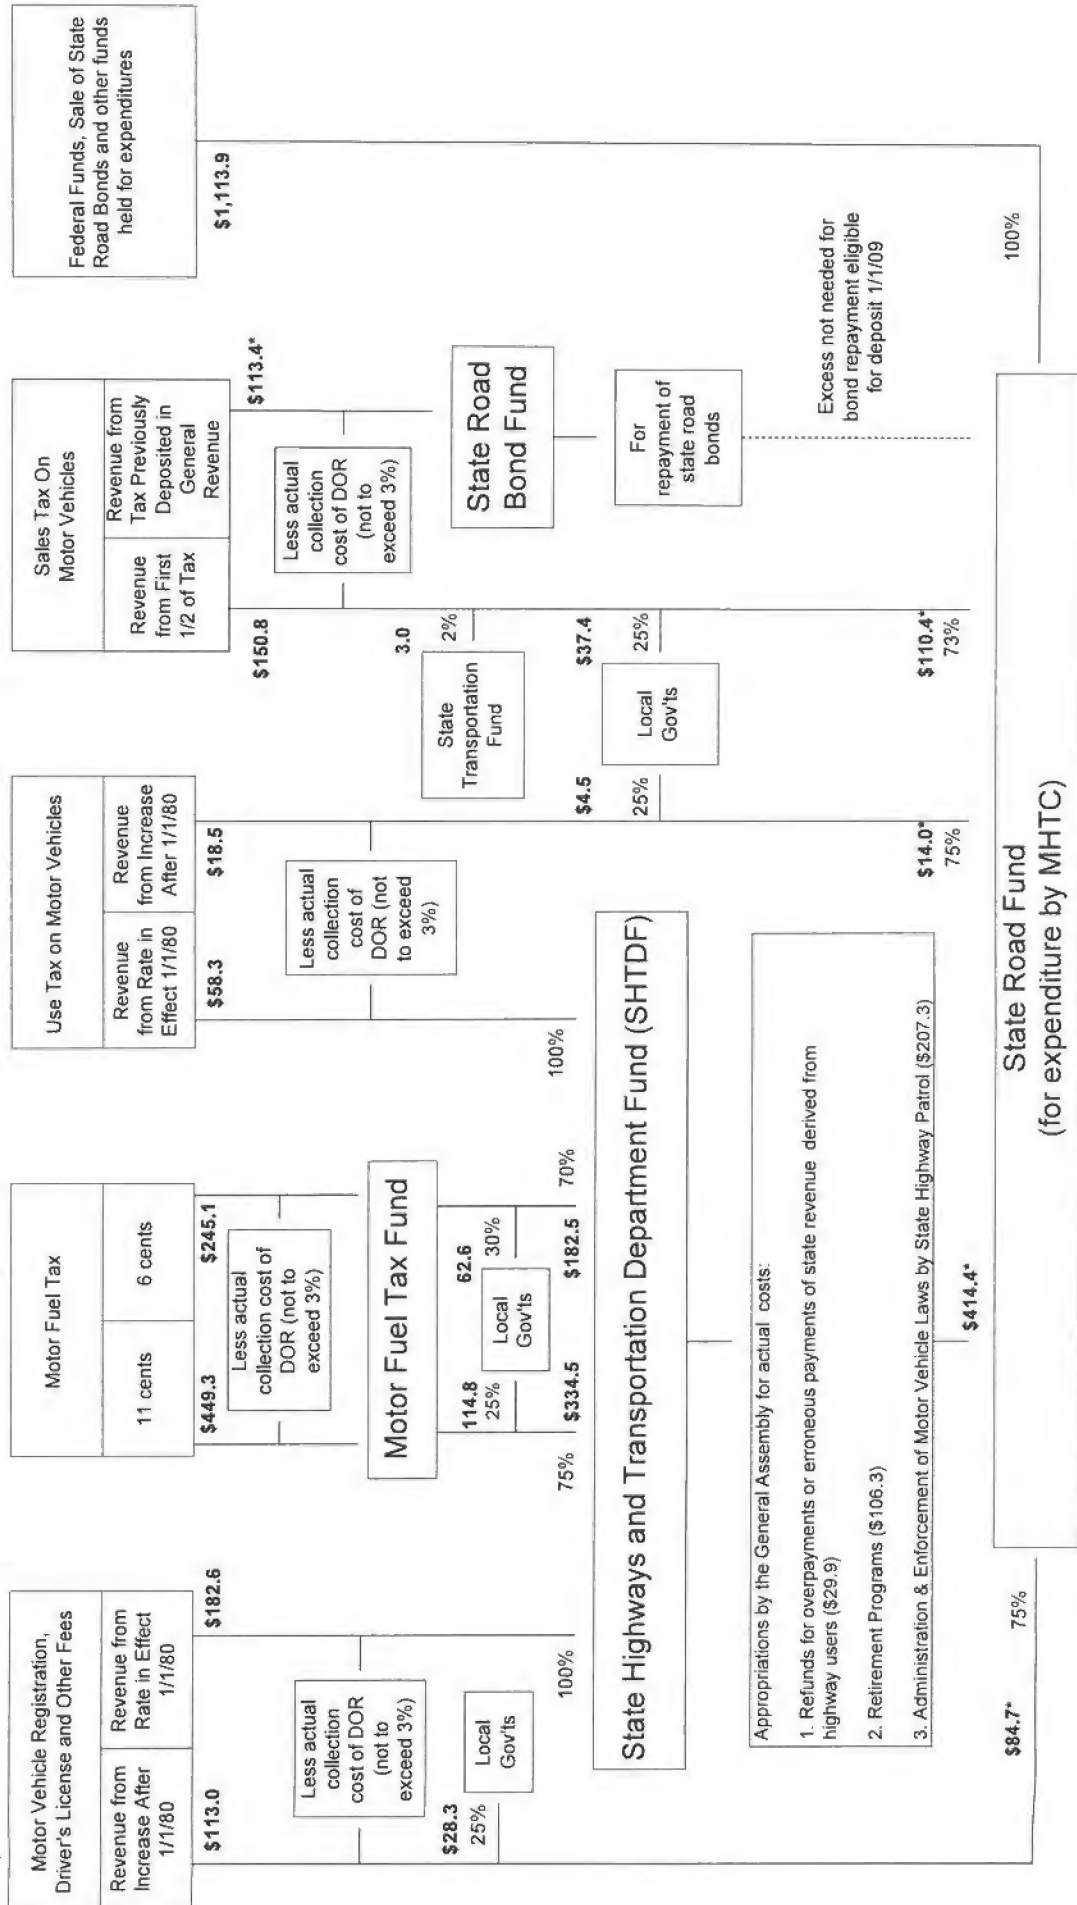 Motor Vehicle Registration,
Driver's License and Other Fees
Revenue from
Increase After
1/1/80
Revenue from
Rate in Effect
1/1/80
$113.0
$182.6
Less actual
collection
cost of DOR
(not to
exceed 3%)
$28.3
25%
Local
Gov'ts
100%
Motor Fuel Tax
11 cents
6 cents
$449.3
$245.1
Less actual
collection cost of
DOR (not to
exceed 3%)
Motor Fuel Tax Fund
114.8
25%
62.6
30%
Local
Gov'ts
75%
$334.5
$182.5
70%
Use Tax on Motor Vehicles
Revenue
from Rate in
Effect 1/1/80
Revenue
from Increase
After 1/1/80
$58.3
$18.5
Less actual
collection
cost of
DOR (not
to exceed
3%)
100%
Sales Tax On
Motor Vehicles
Revenue
from First
1/2 of Tax
Revenue from
Tax Previously
Deposited in
General
Revenue
$150.8
$113.4*
Less actual
collection
cost of DOR
(not to
exceed 3%)
3.0
2%
State
Transportation
Fund
State Road
Bond Fund
$4.5
25%
$37.4
25%
Local
Gov'ts
For
repayment of
state road
bonds
Federal Funds, Sale of State
Road Bonds and other funds
held for expenditures
$1,113.9
State Highways and Transportation Department Fund (SHTDF)
Appropriations by the General Assembly for actual costs:
1. Refunds for overpayments or erroneous payments of state revenue derived from
highway users ($29.9)
2. Retirement Programs ($106.3)
3. Administration & Enforcement of Motor Vehicle Laws by State Highway Patrol ($207.3)
Excess not needed for
bond repayment eligible
for deposit 1/1/09
$84.7*
75%
$414.4*
$14.0*
75%
$110.4*
73%
100%
State Road Fund
(for expenditure by MHTC)